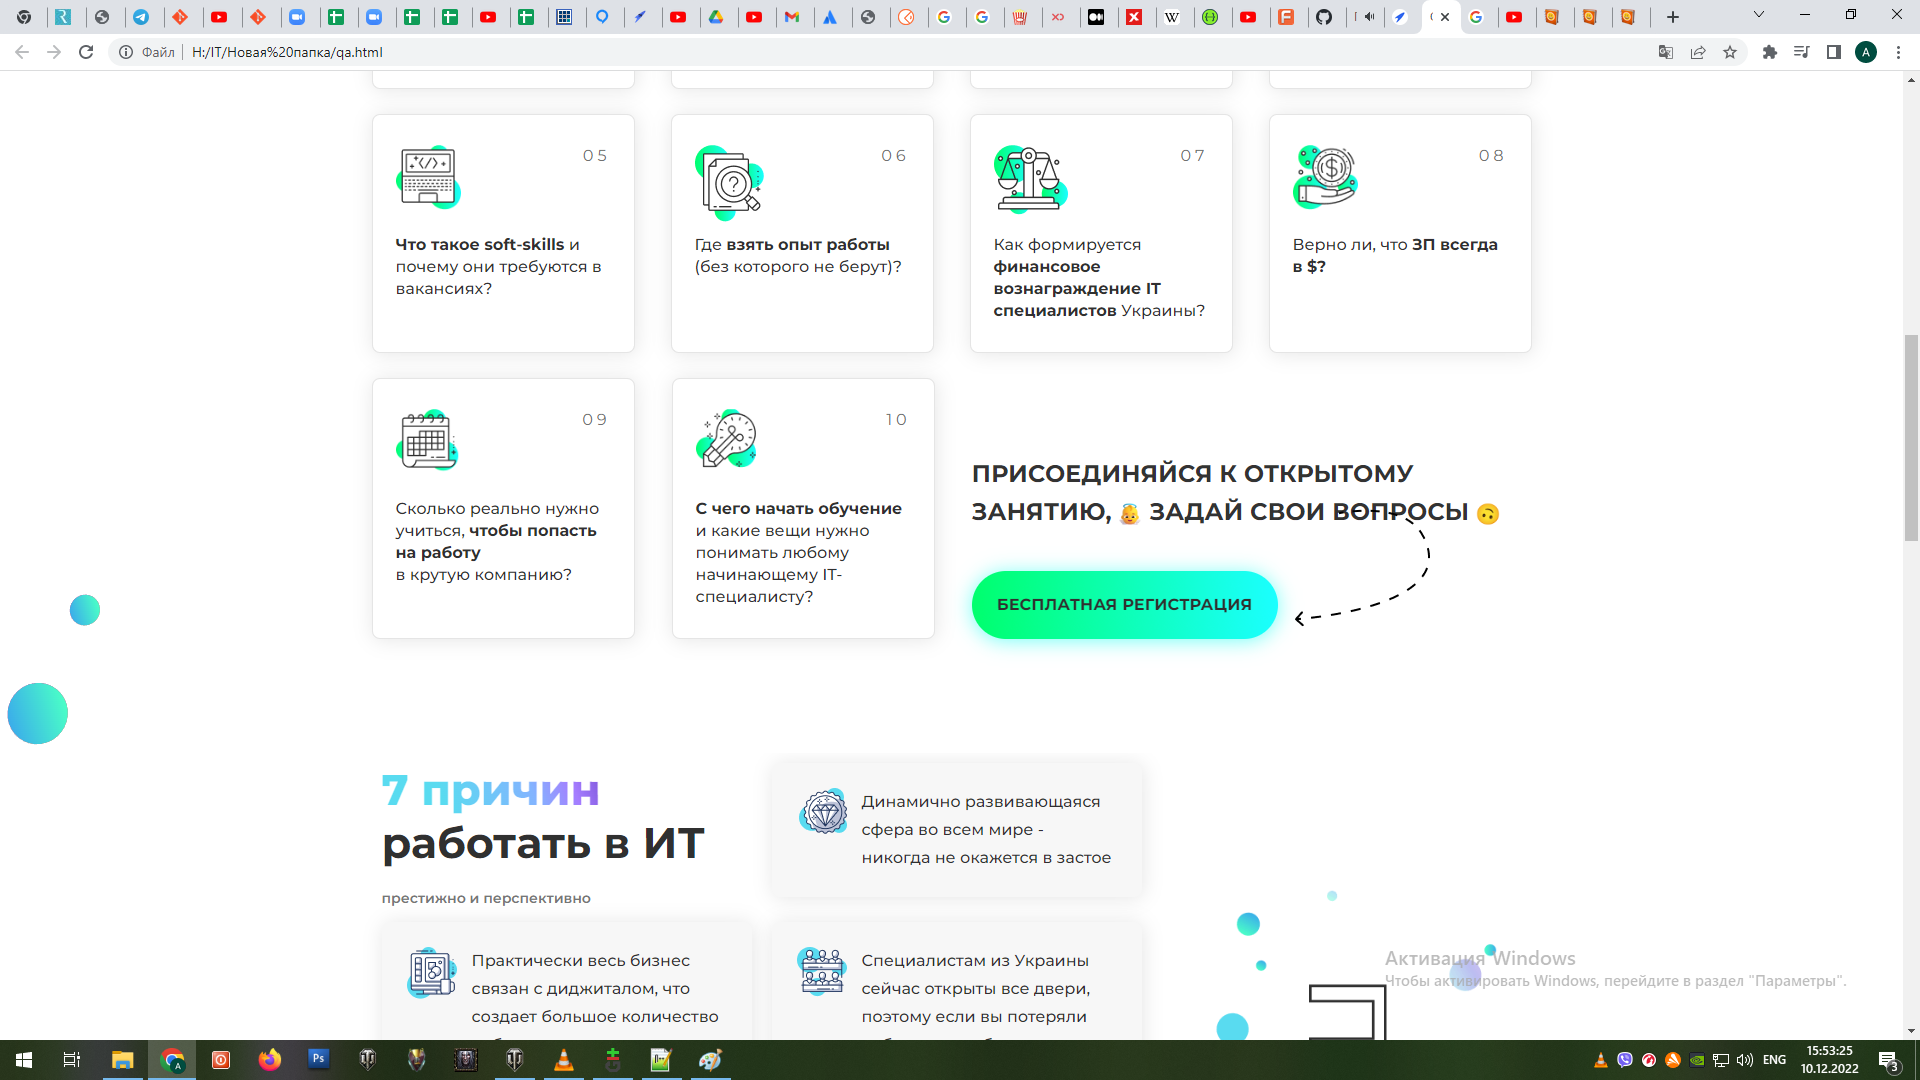 Файл
H:/IT/Новая%20папка/qa.html
05
Что такое soft-skills и
почему они требуются в
вакансиях?
06
Где взять опыт работы
(без которого не берут)?
07
Как формируется
финансовое
вознаграждение IT
специалистов Украины?
08
Верно ли, что ЗП всегда
в $?
09
Сколько реально нужно
учиться, чтобы попасть
на работу
в крутую компанию?
10
С чего начать обучение
и какие вещи нужно
понимать любому
начинающему IT-
специалисту?
ПРИСОЕДИНЯЙСЯ К ОТКРЫТОМУ
ЗАНЯТИЮ, 👼 ЗАДАЙ СВОИ ВОПРОСЫ 🙃
БЕСПЛАТНАЯ РЕГИСТРАЦИЯ
7 причин
работать в ИТ
престижно и перспективно
Динамично развивающаяся
сфера во всем мире -
никогда не окажется в застое
Практически весь бизнес
связан с диджиталом, что
создает большое количество
Специалистам из Украины
сейчас открыты все двери,
поэтому если вы потеряли
Активация Windows
Чтобы активировать Windows, перейдите в раздел "Параметры".
ENG
15:53:25
10.12.2022
3